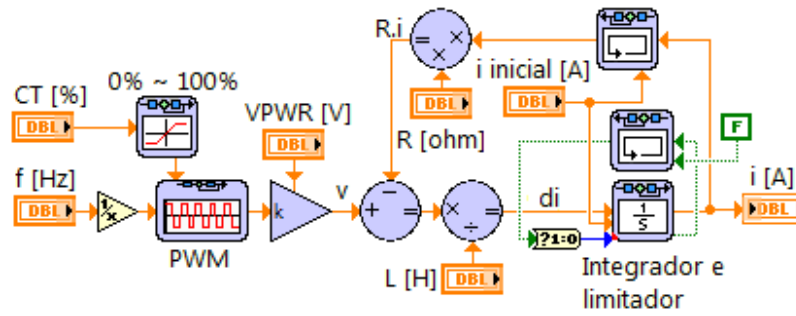 R.i
=
×
×
i inicial [A]
0% ~ 100%
CT [%]
DBL
VPWR [V]
DBL
DBL
R [ohm]
DBL
F
f [Hz]
DBL
1/x
PWM
k
v
−
+
=
×
÷
=
di
1/s
i [A]
DBL
?1:0
L [H]
DBL
Integrador e
limitador